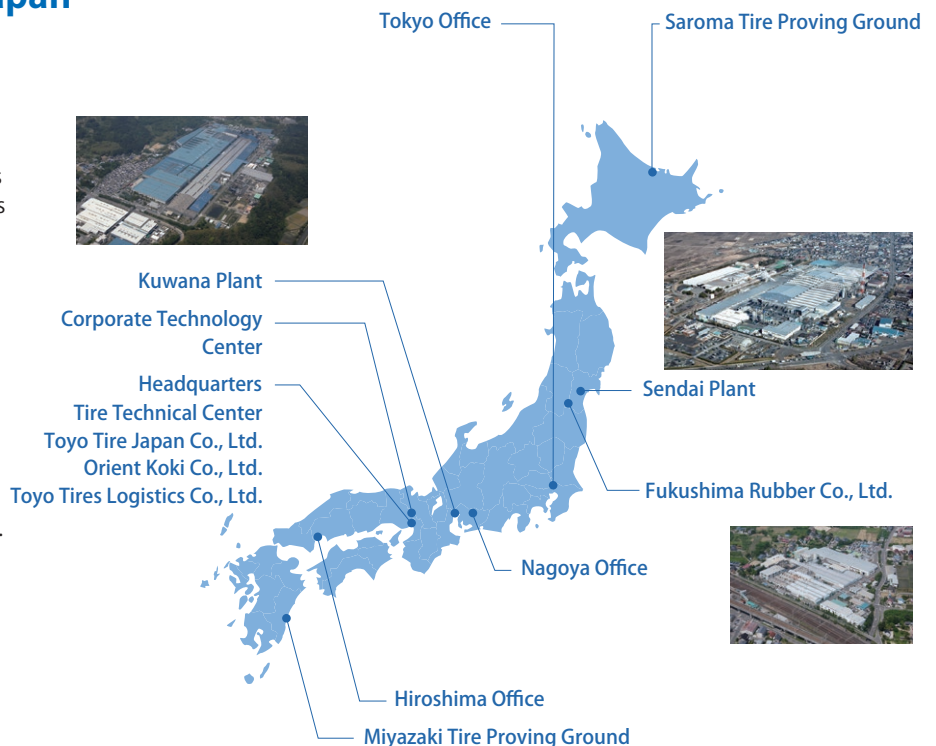 Tokyo Office
Saroma Tire Proving Ground
Kuwana Plant
Corporate Technology
Center
Headquarters
Tire Technical Center
Toyo Tire Japan Co., Ltd.
Orient Koki Co., Ltd.
Toyo Tires Logistics Co., Ltd.
Sendai Plant
Fukushima Rubber Co., Ltd.
Nagoya Office
Hiroshima Office
Miyazaki Tire Proving Ground